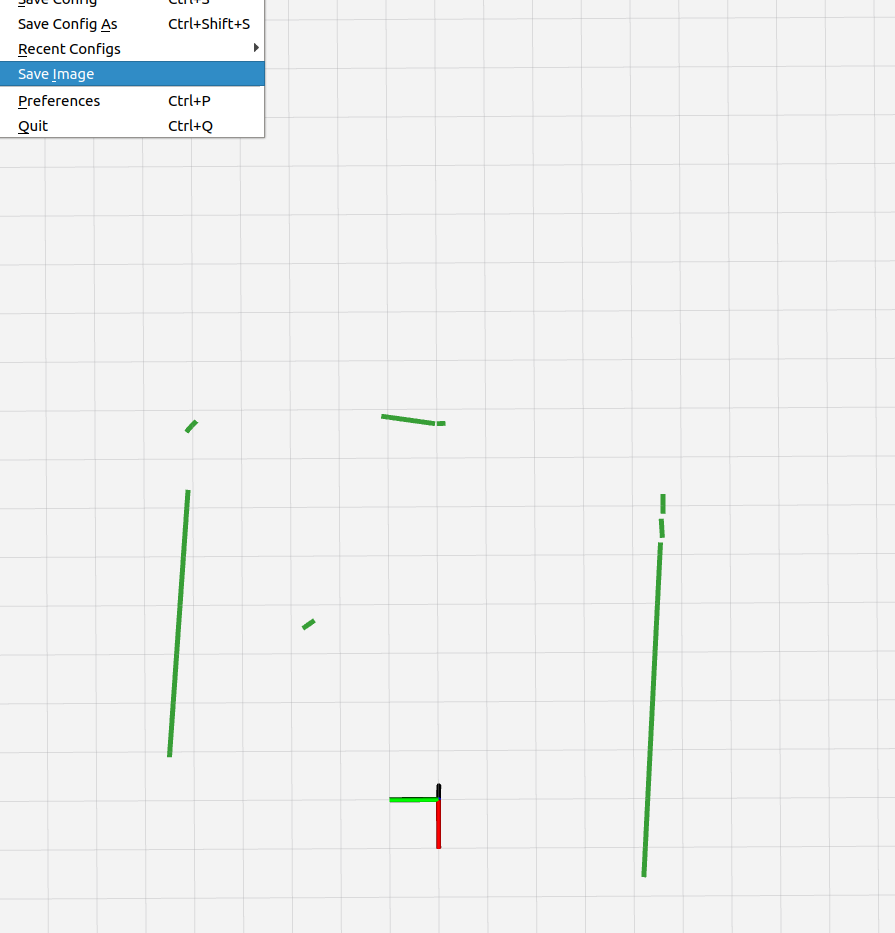 Save Config Ctrl+S
Save Config As Ctrl+Shift+S
Recent Configs
Save Image
Preferences Ctrl+P
Quit Ctrl+Q